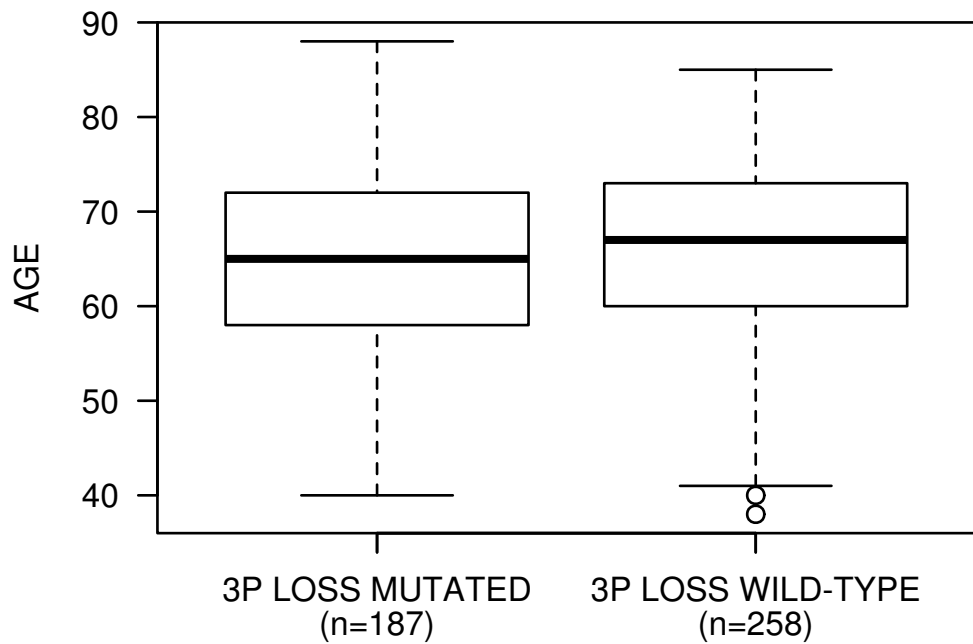 90
80
70
60
50
40
AGE
3P LOSS MUTATED
(n=187)
3P LOSS WILD-TYPE
(n=258)